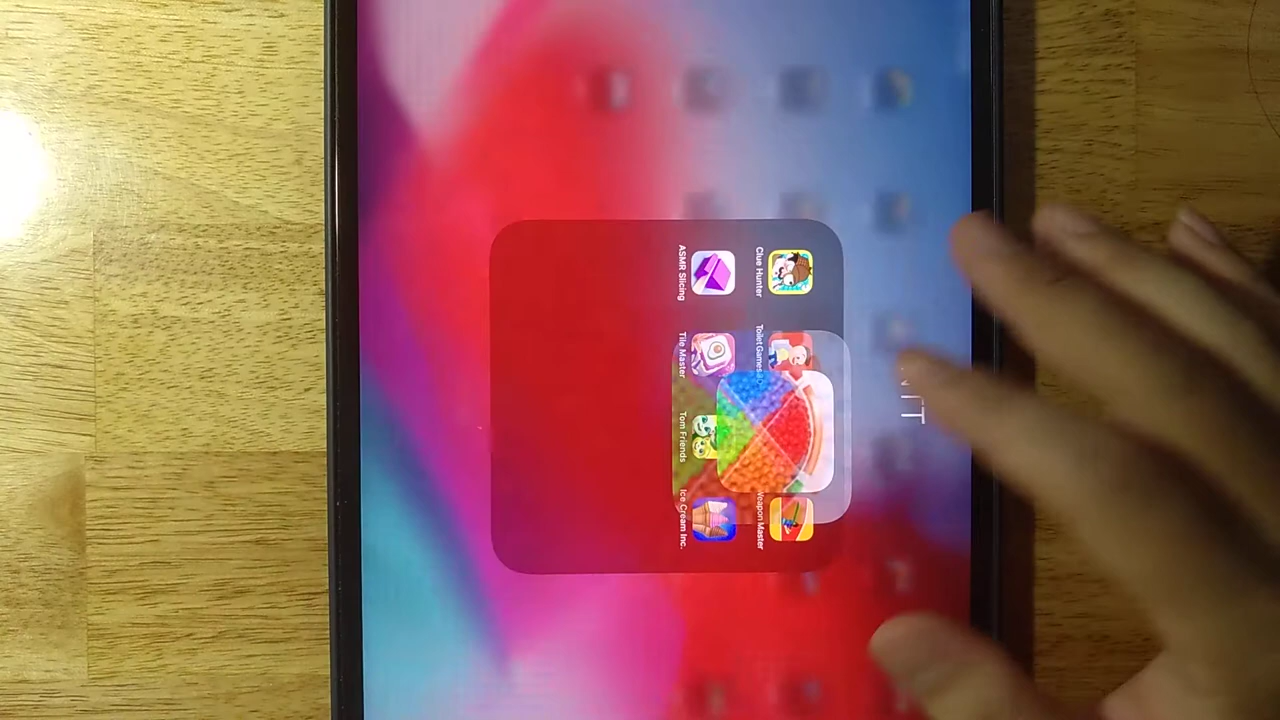 Clue Hunter
Weapon Master
ASMR Slicing
Tile Master
Tom Friends
Ice Cream Inc.